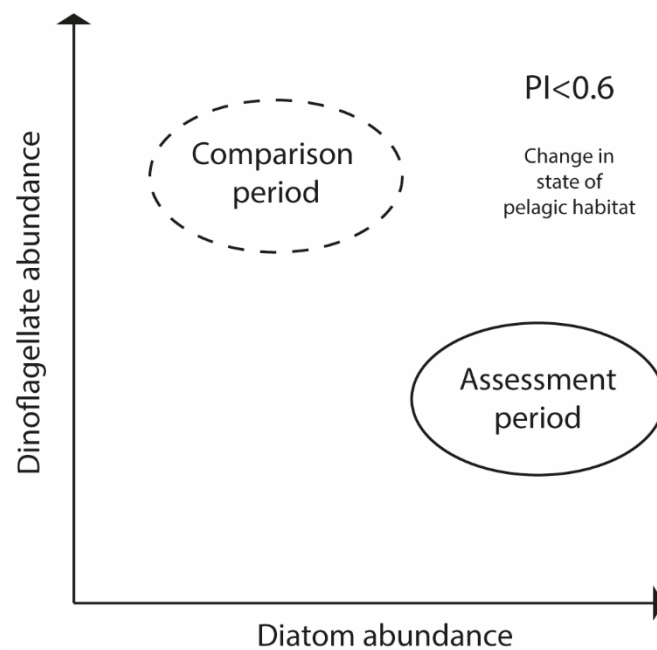 PI<0.6
Comparison
period
Change in
state of
pelagic habitat
Dinoflagellate abundance
Assessment
period
Diatom abundance